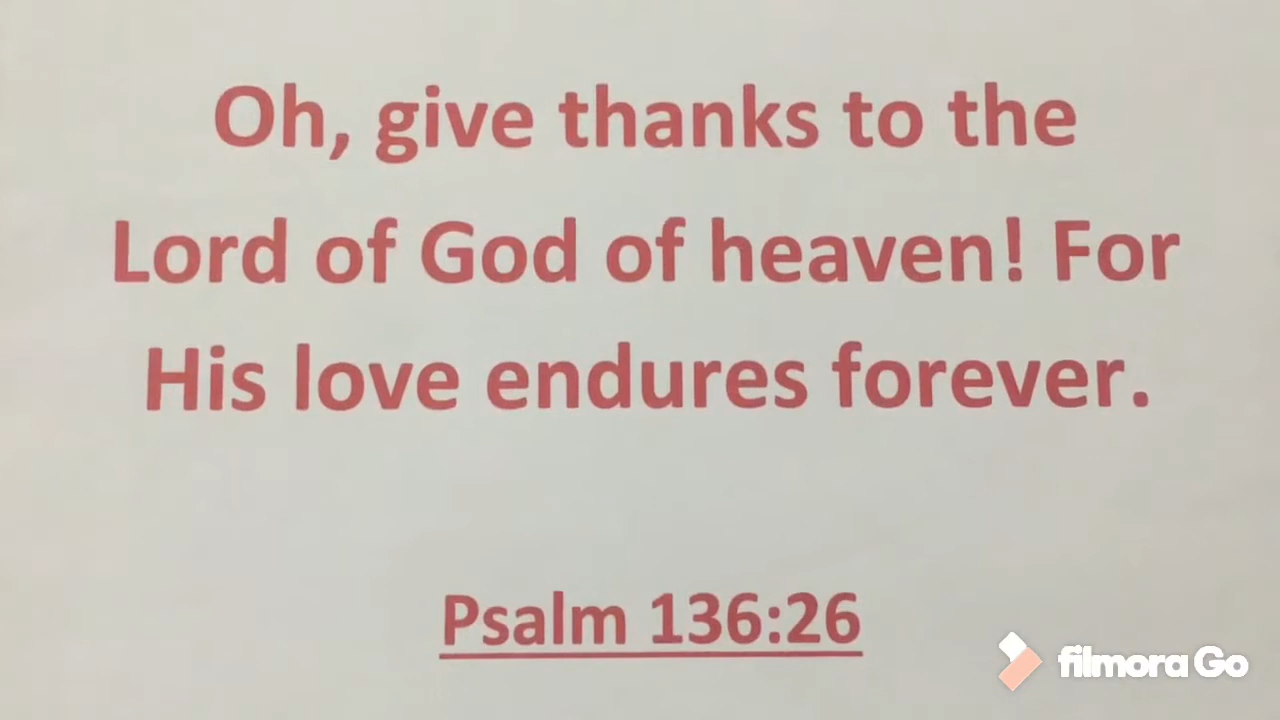 Oh, give thanks to the
Lord of God of heaven! For
His love endures forever.
Psalm 136:26
filmora Go